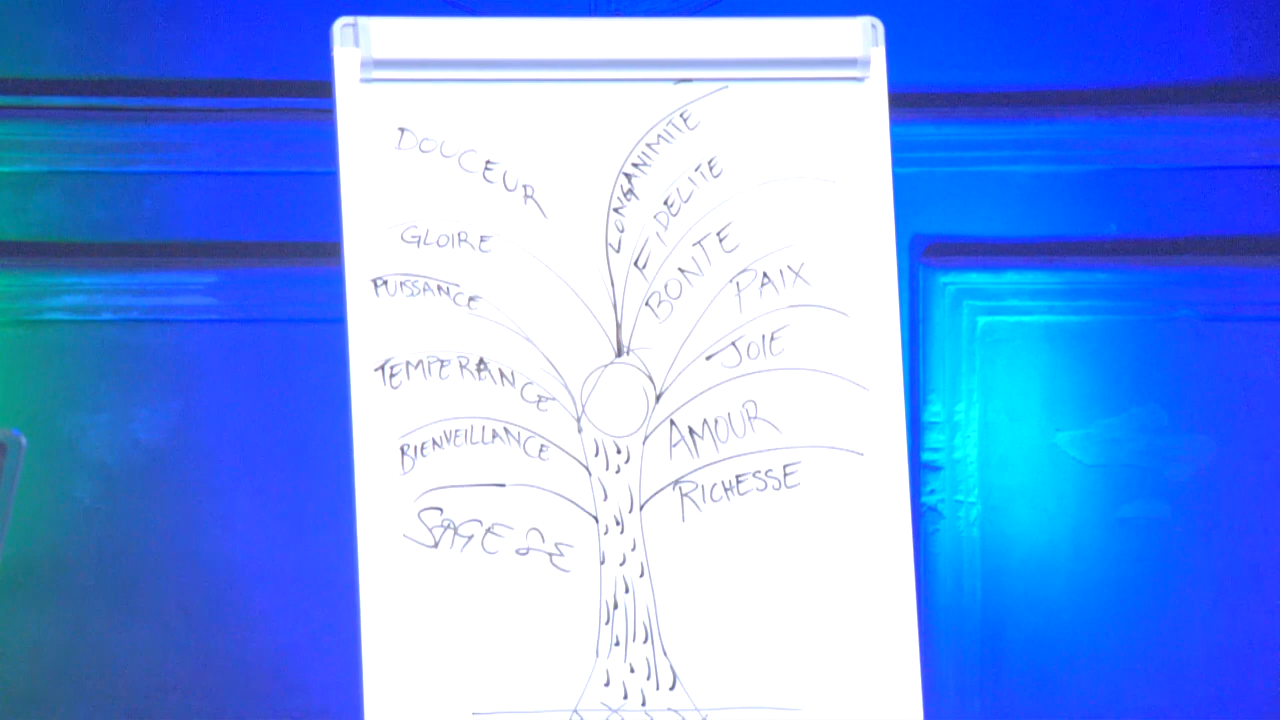 DOUCEUR
GLOIRE
PUISSANCE
TEMPERANCE
BIENVEILLANCE
SAGESSE
LONGANIMITE
FIDELITE
BONTE
PAIX
JOIE
AMOUR
RICHESSE